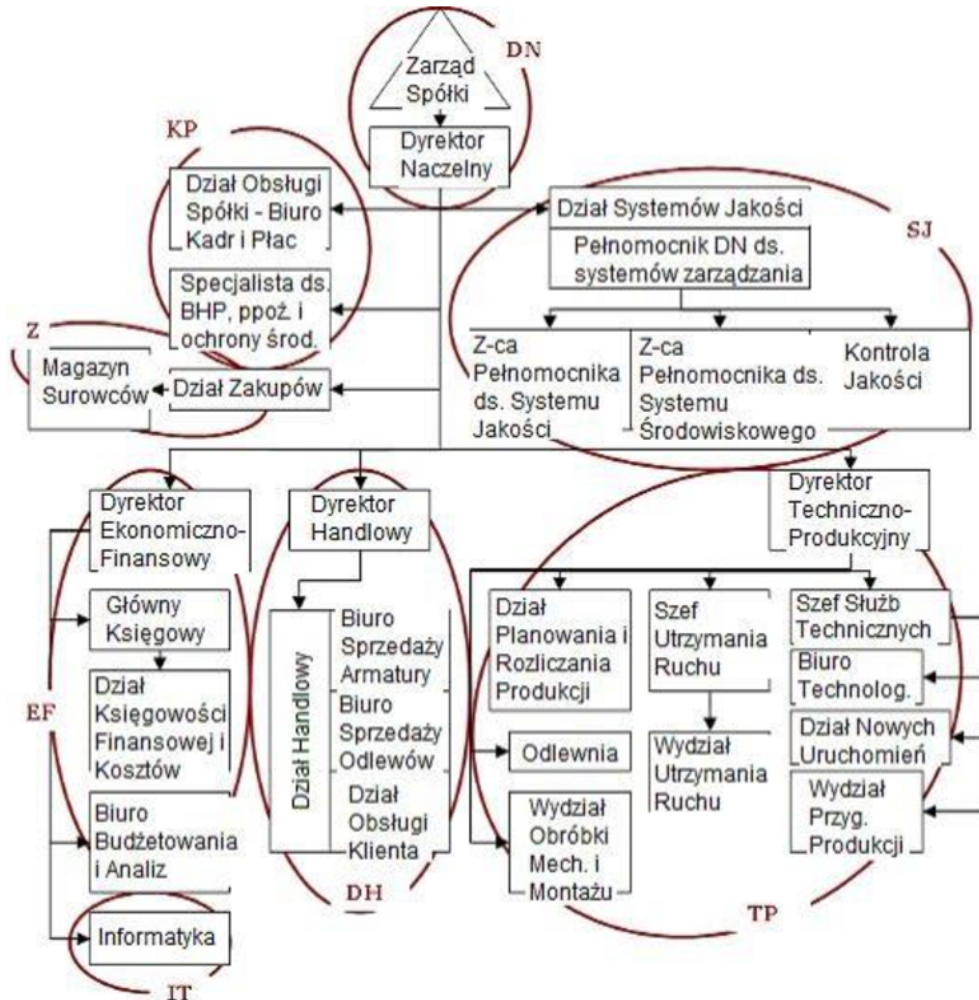 DN
Zarząd
Spółki
Dyrektor
Naczelny
KP
Dział Obsługi
Spółki - Biuro
Kadr i Płac
Specjalista ds.
BHP, ppoż. i
ochrony środ.
Z
Magazyn
Surowców
Dział Zakupów
SJ
Dział Systemów Jakości
Pełnomocnik DN ds.
systemów zarządzania
Z-ca
Pełnomocnika
ds. Systemu
Jakości
Z-ca
Pełnomocnika ds.
Systemu
Środowiskowego
Kontrola
Jakości
Dyrektor
Ekonomiczno-
Finansowy
Główny
Księgowy
EF
Dział
Księgowości
Finansowej i
Kosztów
Biuro
Budżetowania
i Analiz
Informatyka
IT
Dyrektor
Handlowy
Dział Handlowy
Biuro
Sprzedaży
Armatury
Biuro
Sprzedaży
Odlewów
Dział
Obsługi
Klienta
DH
Dyrektor
Techniczno-
Produkcyjny
Dział
Planowania i
Rozliczania
Produkcji
Odlewnia
Wydział
Obróbki
Mech. i
Montażu
Szef
Utrzymania
Ruchu
Wydział
Utrzymania
Ruchu
Szef Służb
Technicznych
Biuro
Technolog.
Dział Nowych
Uruchomień
Wydział
Przyg.
Produkcji
TP